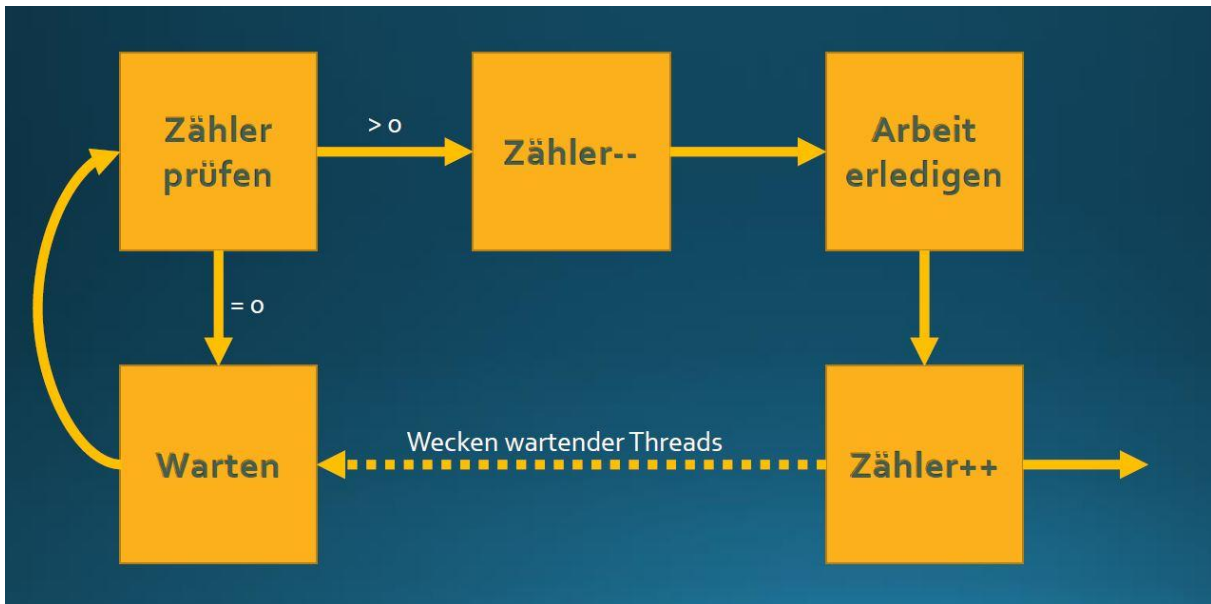 Zähler
prüfen
> 0
Zähler--
Arbeit
erledigen
= 0
Warten
Wecken wartender Threads
Zähler++